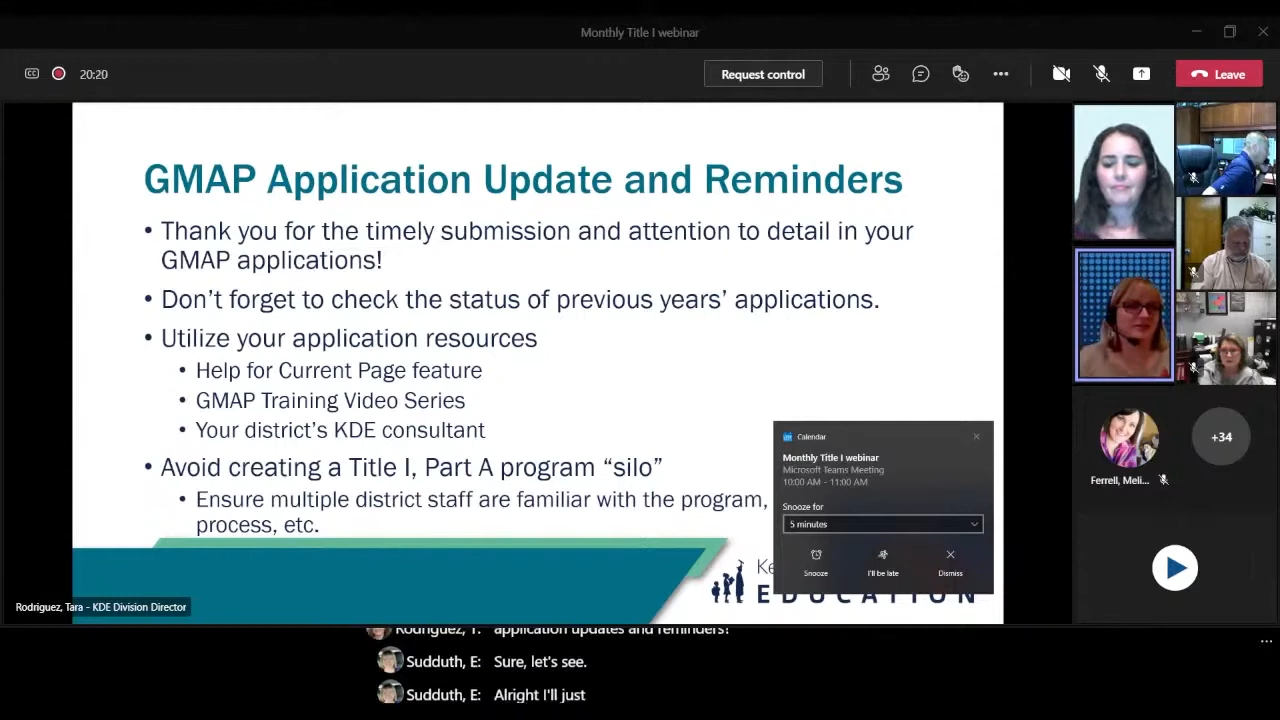 Monthly Title I webinar
CC
20:20
Request control
Leave
GMAP Application Update and Reminders
• Thank you for the timely submission and attention to detail in your
GMAP applications!
• Don’t forget to check the status of previous years’ applications.
• Utilize your application resources
• Help for Current Page feature
• GMAP Training Video Series
• Your district’s KDE consultant
• Avoid creating a Title I, Part A program “silo”
• Ensure multiple district staff are familiar with the program,
process, etc.
Calendar
Monthly Title I webinar
Microsoft Teams Meeting
10:00 AM - 11:00 AM
Snooze for
5 minutes
Snooze
I'll be late
Dismiss
Ke
EDUCATION
+34
Ferrell, Meli...
Rodriguez, Tara - KDE Division Director
Rodriguez, T: application updates and reminders?
Sudduth, E: Sure, let's see.
Sudduth, E: Alright I'll just